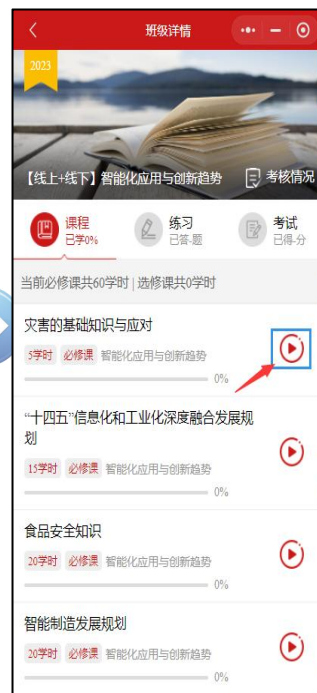 班级详情
2023
【线上+线下】智能化应用与创新趋势
考核情况
课程
已学0%
练习
已答-题
考试
已得-分
当前必修课共60学时 | 选修课共0学时
灾害的基础知识与应对
5学时 必修课 智能化应用与创新趋势
0%
“十四五”信息化和工业化深度融合发展规
划
15学时 必修课 智能化应用与创新趋势
0%
食品安全知识
20学时 必修课 智能化应用与创新趋势
0%
智能制造发展规划
20学时 必修课 智能化应用与创新趋势
0%